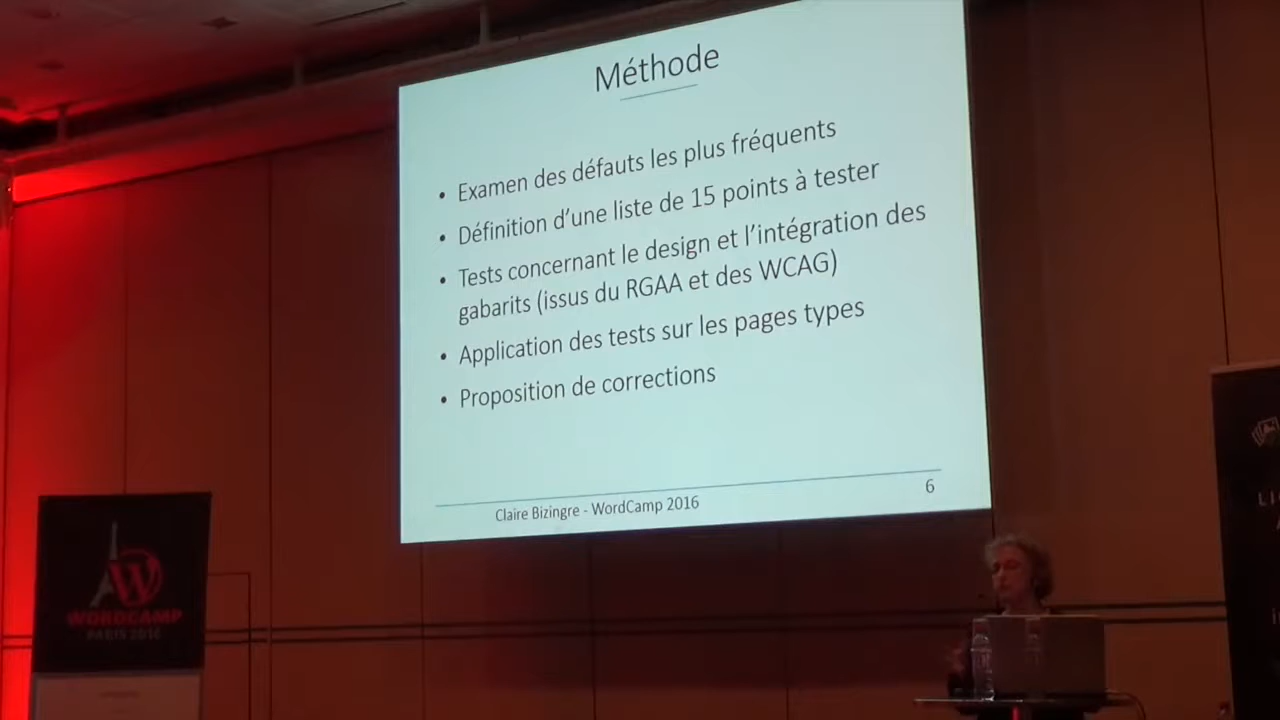 Méthode
• Examen des défauts les plus fréquents
• Définition d’une liste de 15 points à tester
• Tests concernant le design et l’intégration des
gabarits (issus du RGAA et des WCAG)
• Application des tests sur les pages types
• Proposition de corrections
Claire Bizingre - WordCamp 2016
6
WORDCAMP
PARIS 2016